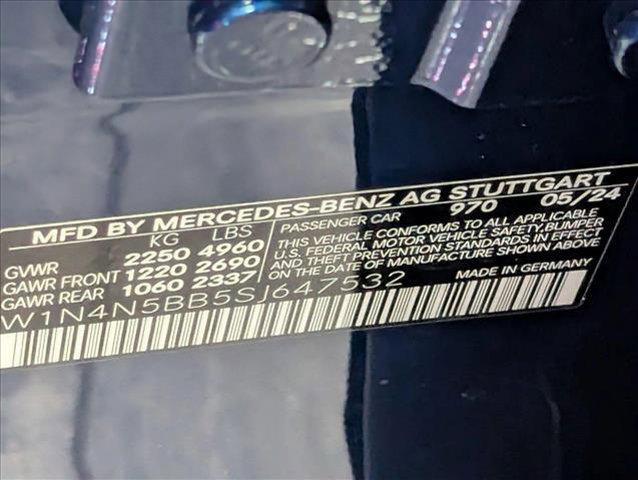 MFD BY MERCEDES-BENZ AG STUTTGART
KG LBS
GVWR 2250 4960
GAWR FRONT 1220 2690
GAWR REAR 1060 2337
PASSENGER CAR 970 05/24
THIS VEHICLE CONFORMS TO ALL APPLICABLE
U.S. FEDERAL MOTOR VEHICLE SAFETY, BUMPER
AND THEFT PREVENTION STANDARDS IN EFFECT
ON THE DATE OF MANUFACTURE SHOWN ABOVE
W1N4N5BB5SJ647532
MADE IN GERMANY